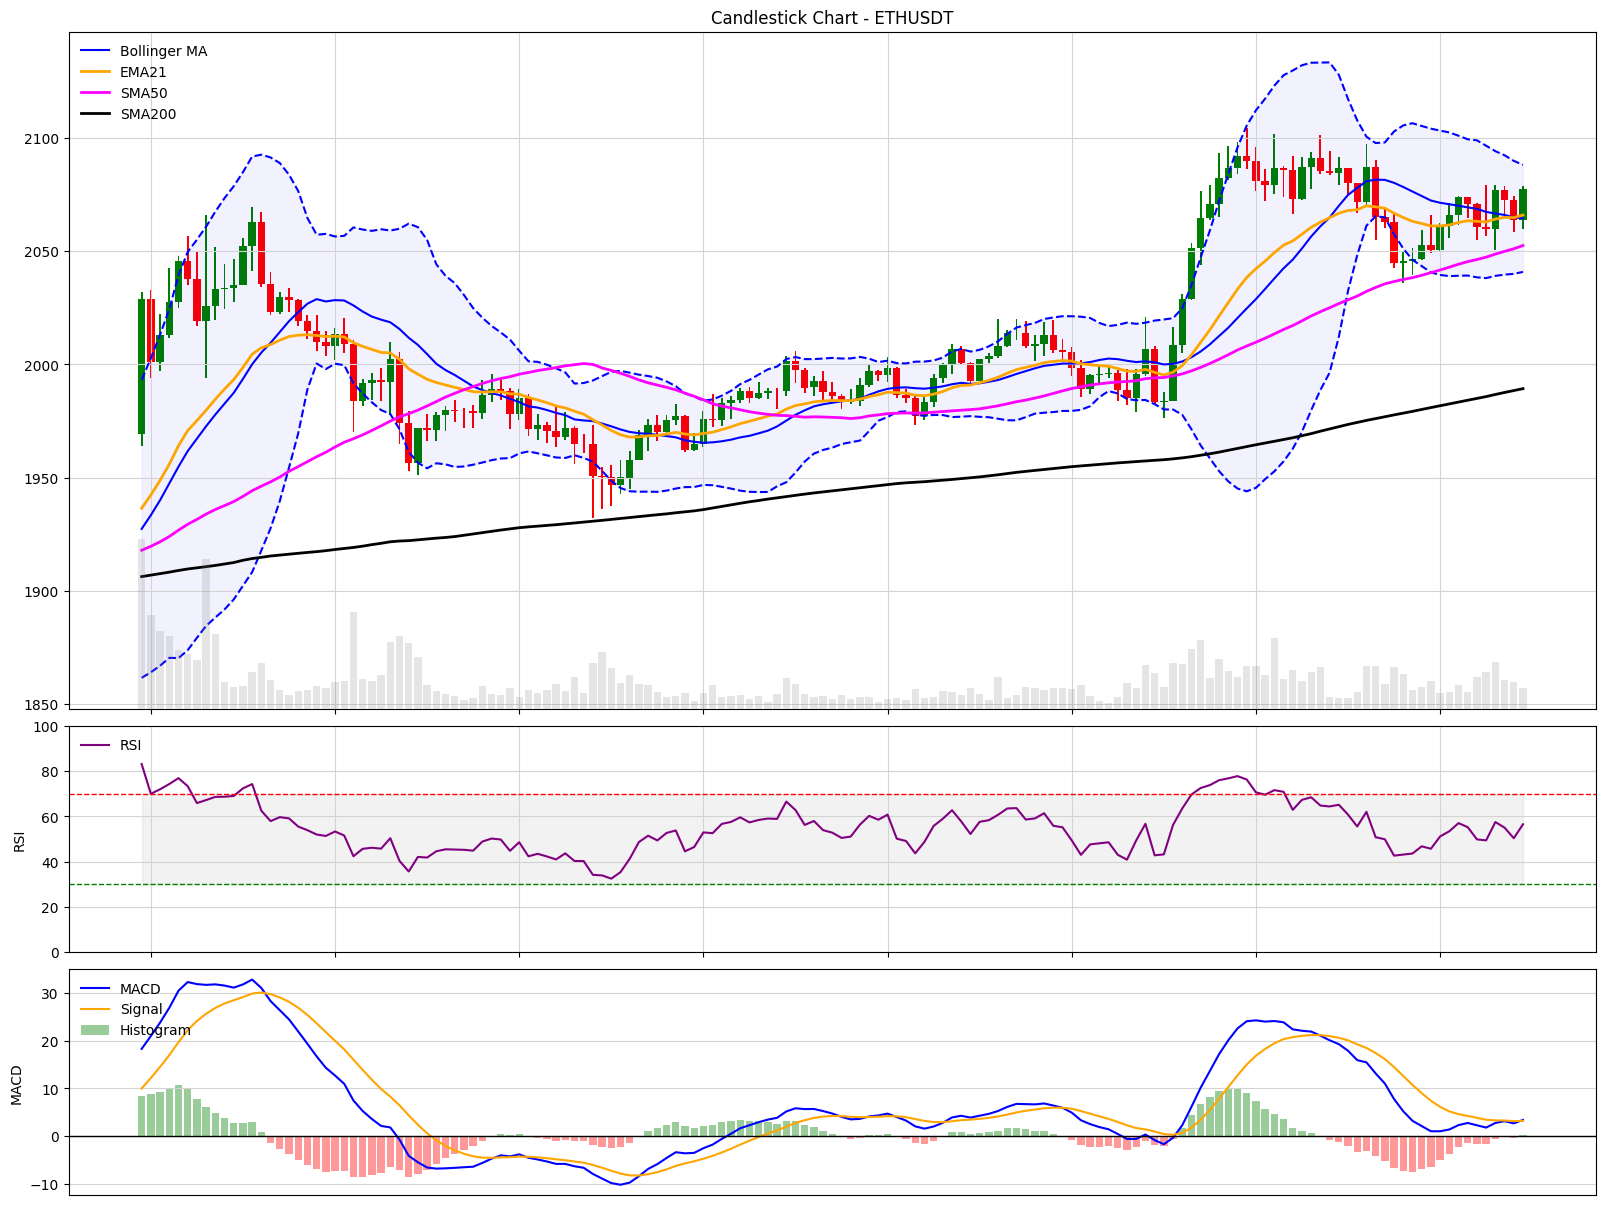 Candlestick Chart - ETHUSDT
Bollinger MA
EMA21
SMA50
SMA200
2100
2050
2000
1950
1900
1850
RSI
100
80
60
40
20
0
RSI
MACD
Signal
Histogram
30
20
10
0
−10
MACD